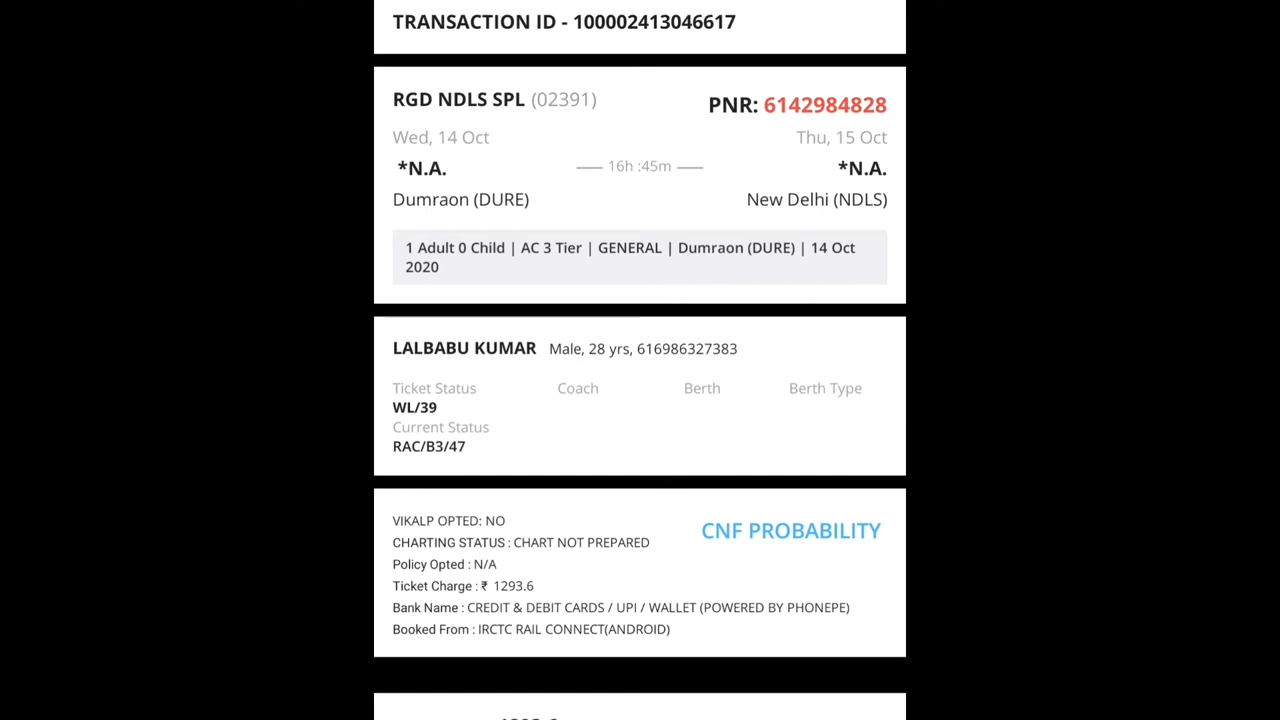 TRANSACTION ID - 100002413046617
RGD NDLS SPL (02391)
PNR: 6142984828
Wed, 14 Oct
Thu, 15 Oct
*N.A.
16h :45m
*N.A.
Dumraon (DURE)
New Delhi (NDLS)
1 Adult 0 Child | AC 3 Tier | GENERAL | Dumraon (DURE) | 14 Oct
2020
LALBABU KUMAR Male, 28 yrs, 616986327383
Ticket Status Coach Berth Berth Type
WL/39
Current Status
RAC/B3/47
VIKALP OPTED: NO
CNF PROBABILITY
CHARTING STATUS : CHART NOT PREPARED
Policy Opted : N/A
Ticket Charge : ₹ 1293.6
Bank Name : CREDIT & DEBIT CARDS / UPI / WALLET (POWERED BY PHONEPE)
Booked From : IRCTC RAIL CONNECT(ANDROID)